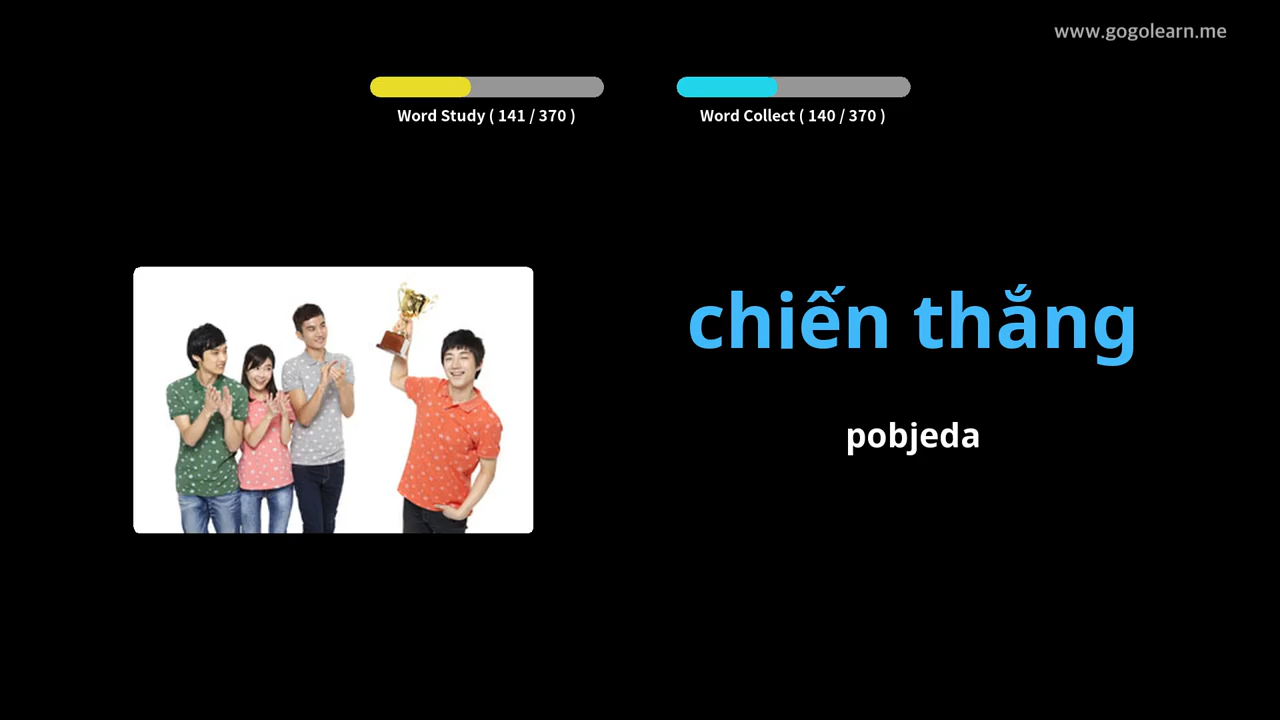 www.gogolearn.me
Word Study ( 141 / 370 )
Word Collect ( 140 / 370 )
chiến thắng
pobjeda